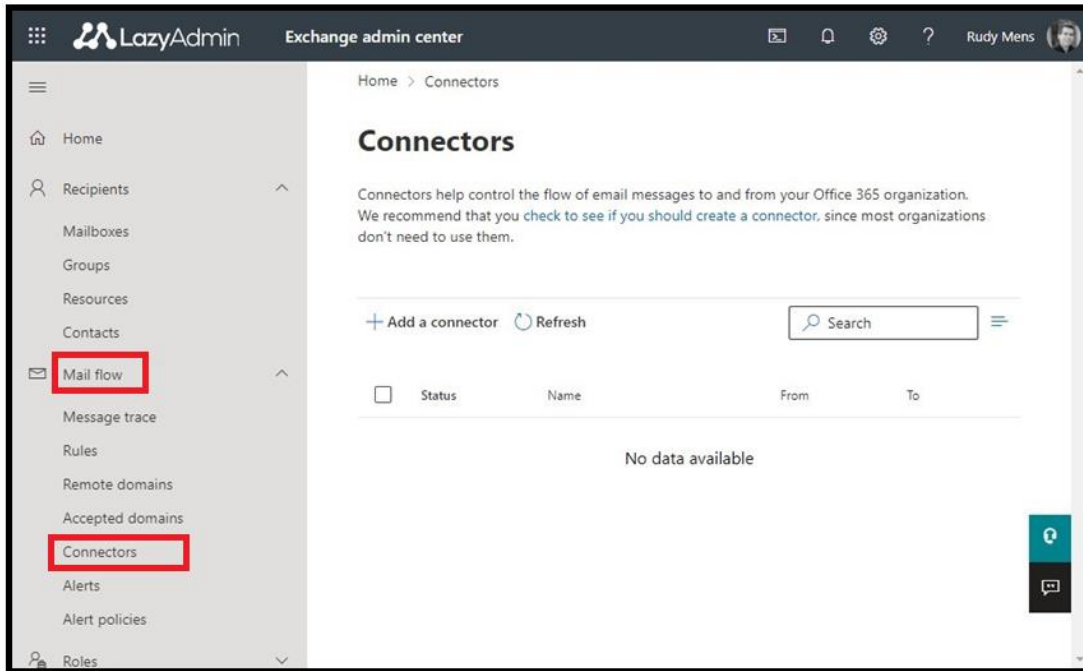 LazyAdmin
Exchange admin center
? Rudy Mens
Home > Connectors
Home
Connectors
Recipients
Connectors help control the flow of email messages to and from your Office 365 organization.
We recommend that you check to see if you should create a connector, since most organizations
don't need to use them.
Mailboxes
Groups
Resources
Contacts
+ Add a connector Refresh
Search
Mail flow
Status Name From To
Message trace
Rules
No data available
Remote domains
Accepted domains
Connectors
Alerts
Alert policies
Roles